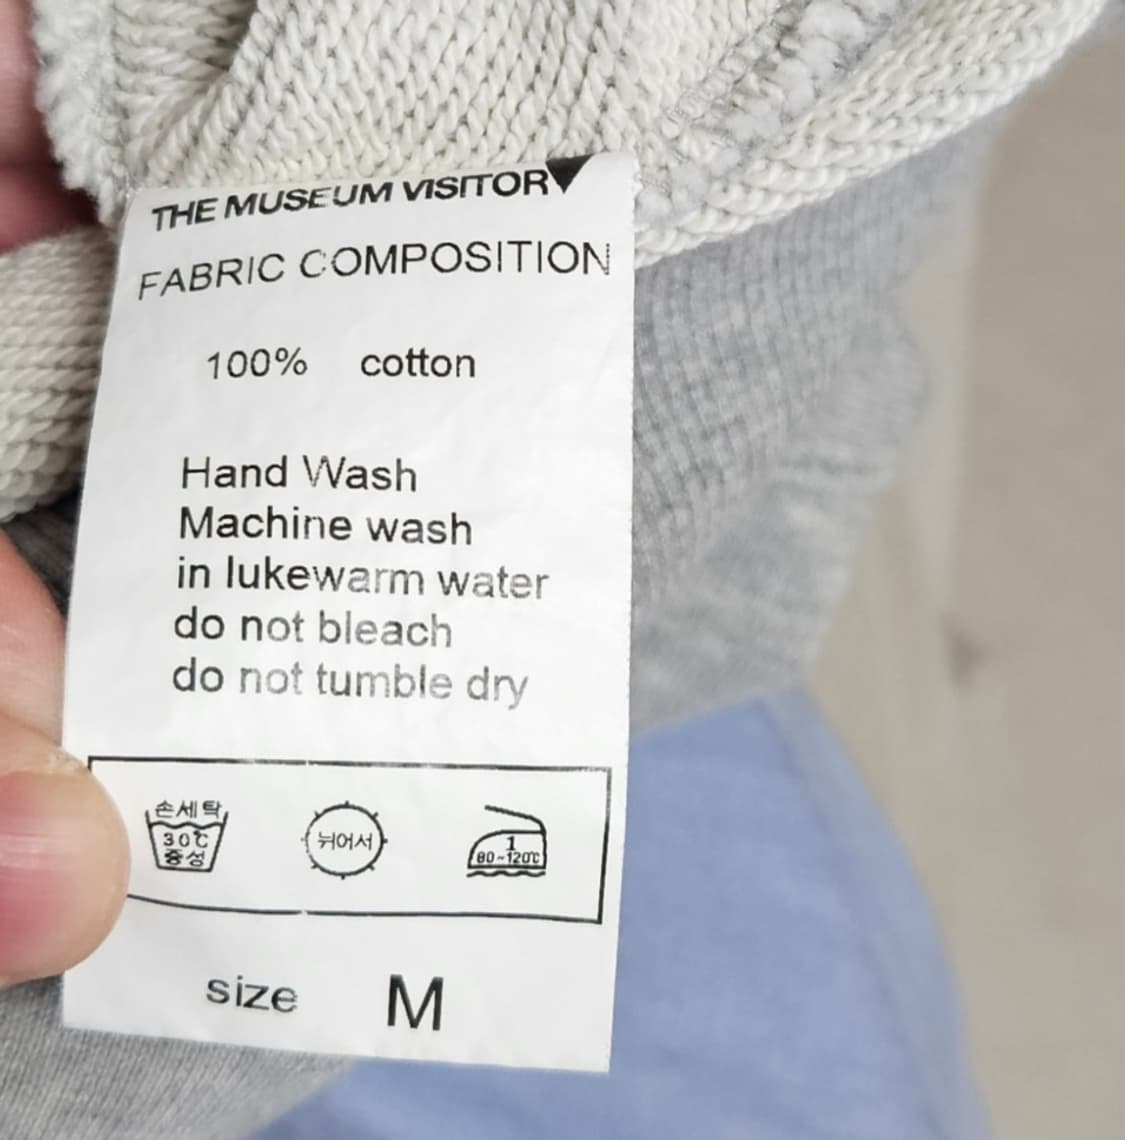 THE MUSEUM VISITOR
FABRIC COMPOSITION
100% cotton
Hand Wash
Machine wash
in lukewarm water
do not bleach
do not tumble dry
손세탁
30℃
중성
뉘어서
1
80~120℃
size M